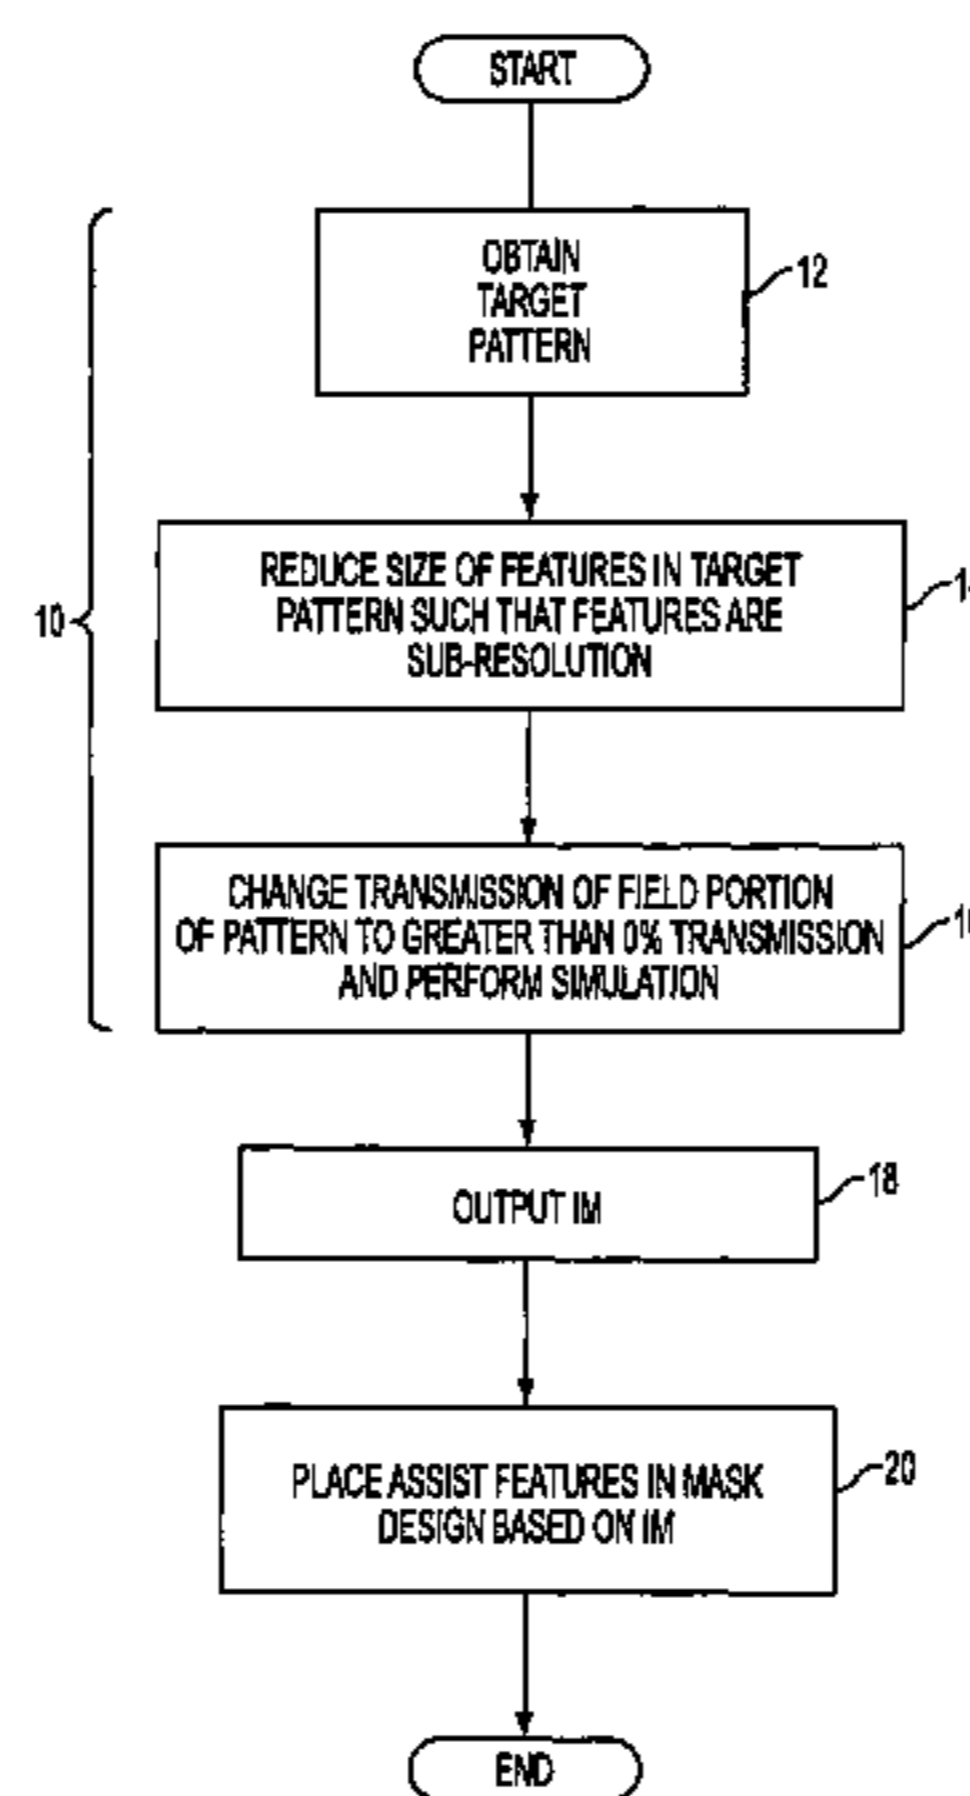 START
OBTAIN
TARGET
PATTERN
12
REDUCE SIZE OF FEATURES IN TARGET
PATTERN SUCH THAT FEATURES ARE
SUB-RESOLUTION
10
CHANGE TRANSMISSION OF FIELD PORTION
OF PATTERN TO GREATER THAN 0% TRANSMISSION
AND PERFORM SIMULATION
OUTPUT IM
18
PLACE ASSIST FEATURES IN MASK
DESIGN BASED ON IM
20
END